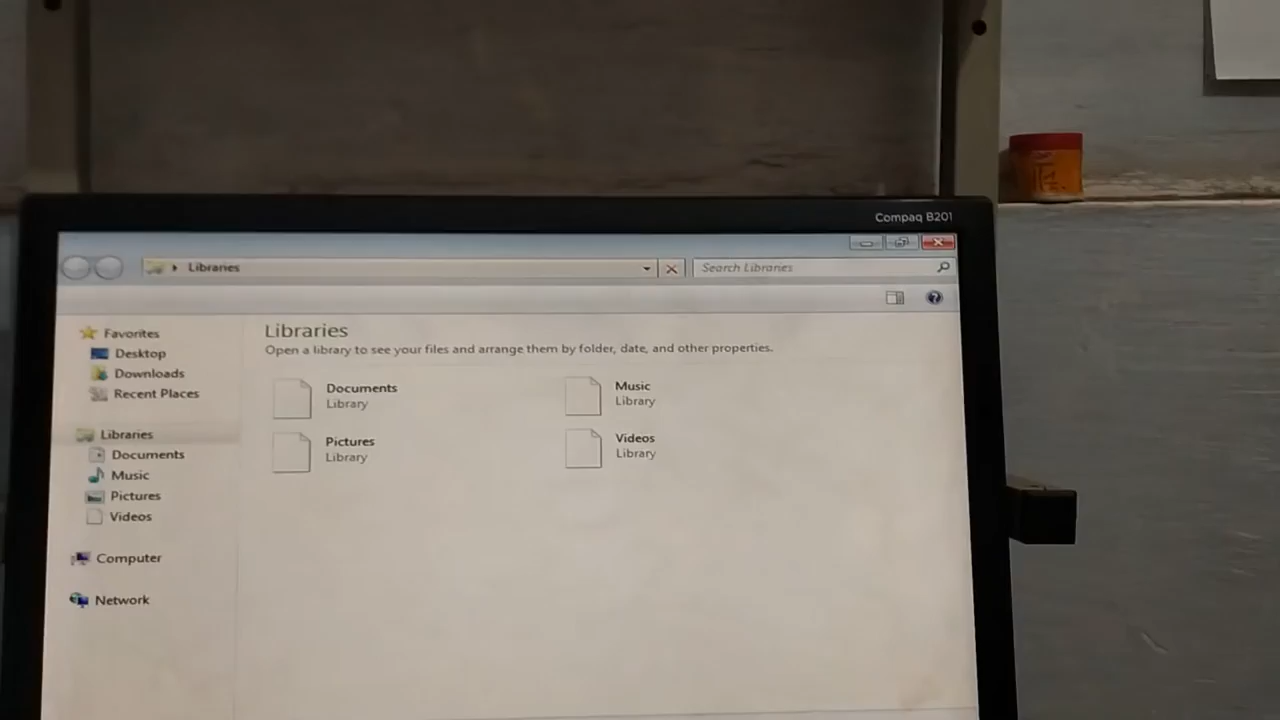 Compaq B201
Libraries
Search Libraries
Favorites
Desktop
Downloads
Recent Places
Libraries
Documents
Music
Pictures
Videos
Computer
Network
Libraries
Open a library to see your files and arrange them by folder, date, and other properties.
Documents
Library
Music
Library
Pictures
Library
Videos
Library